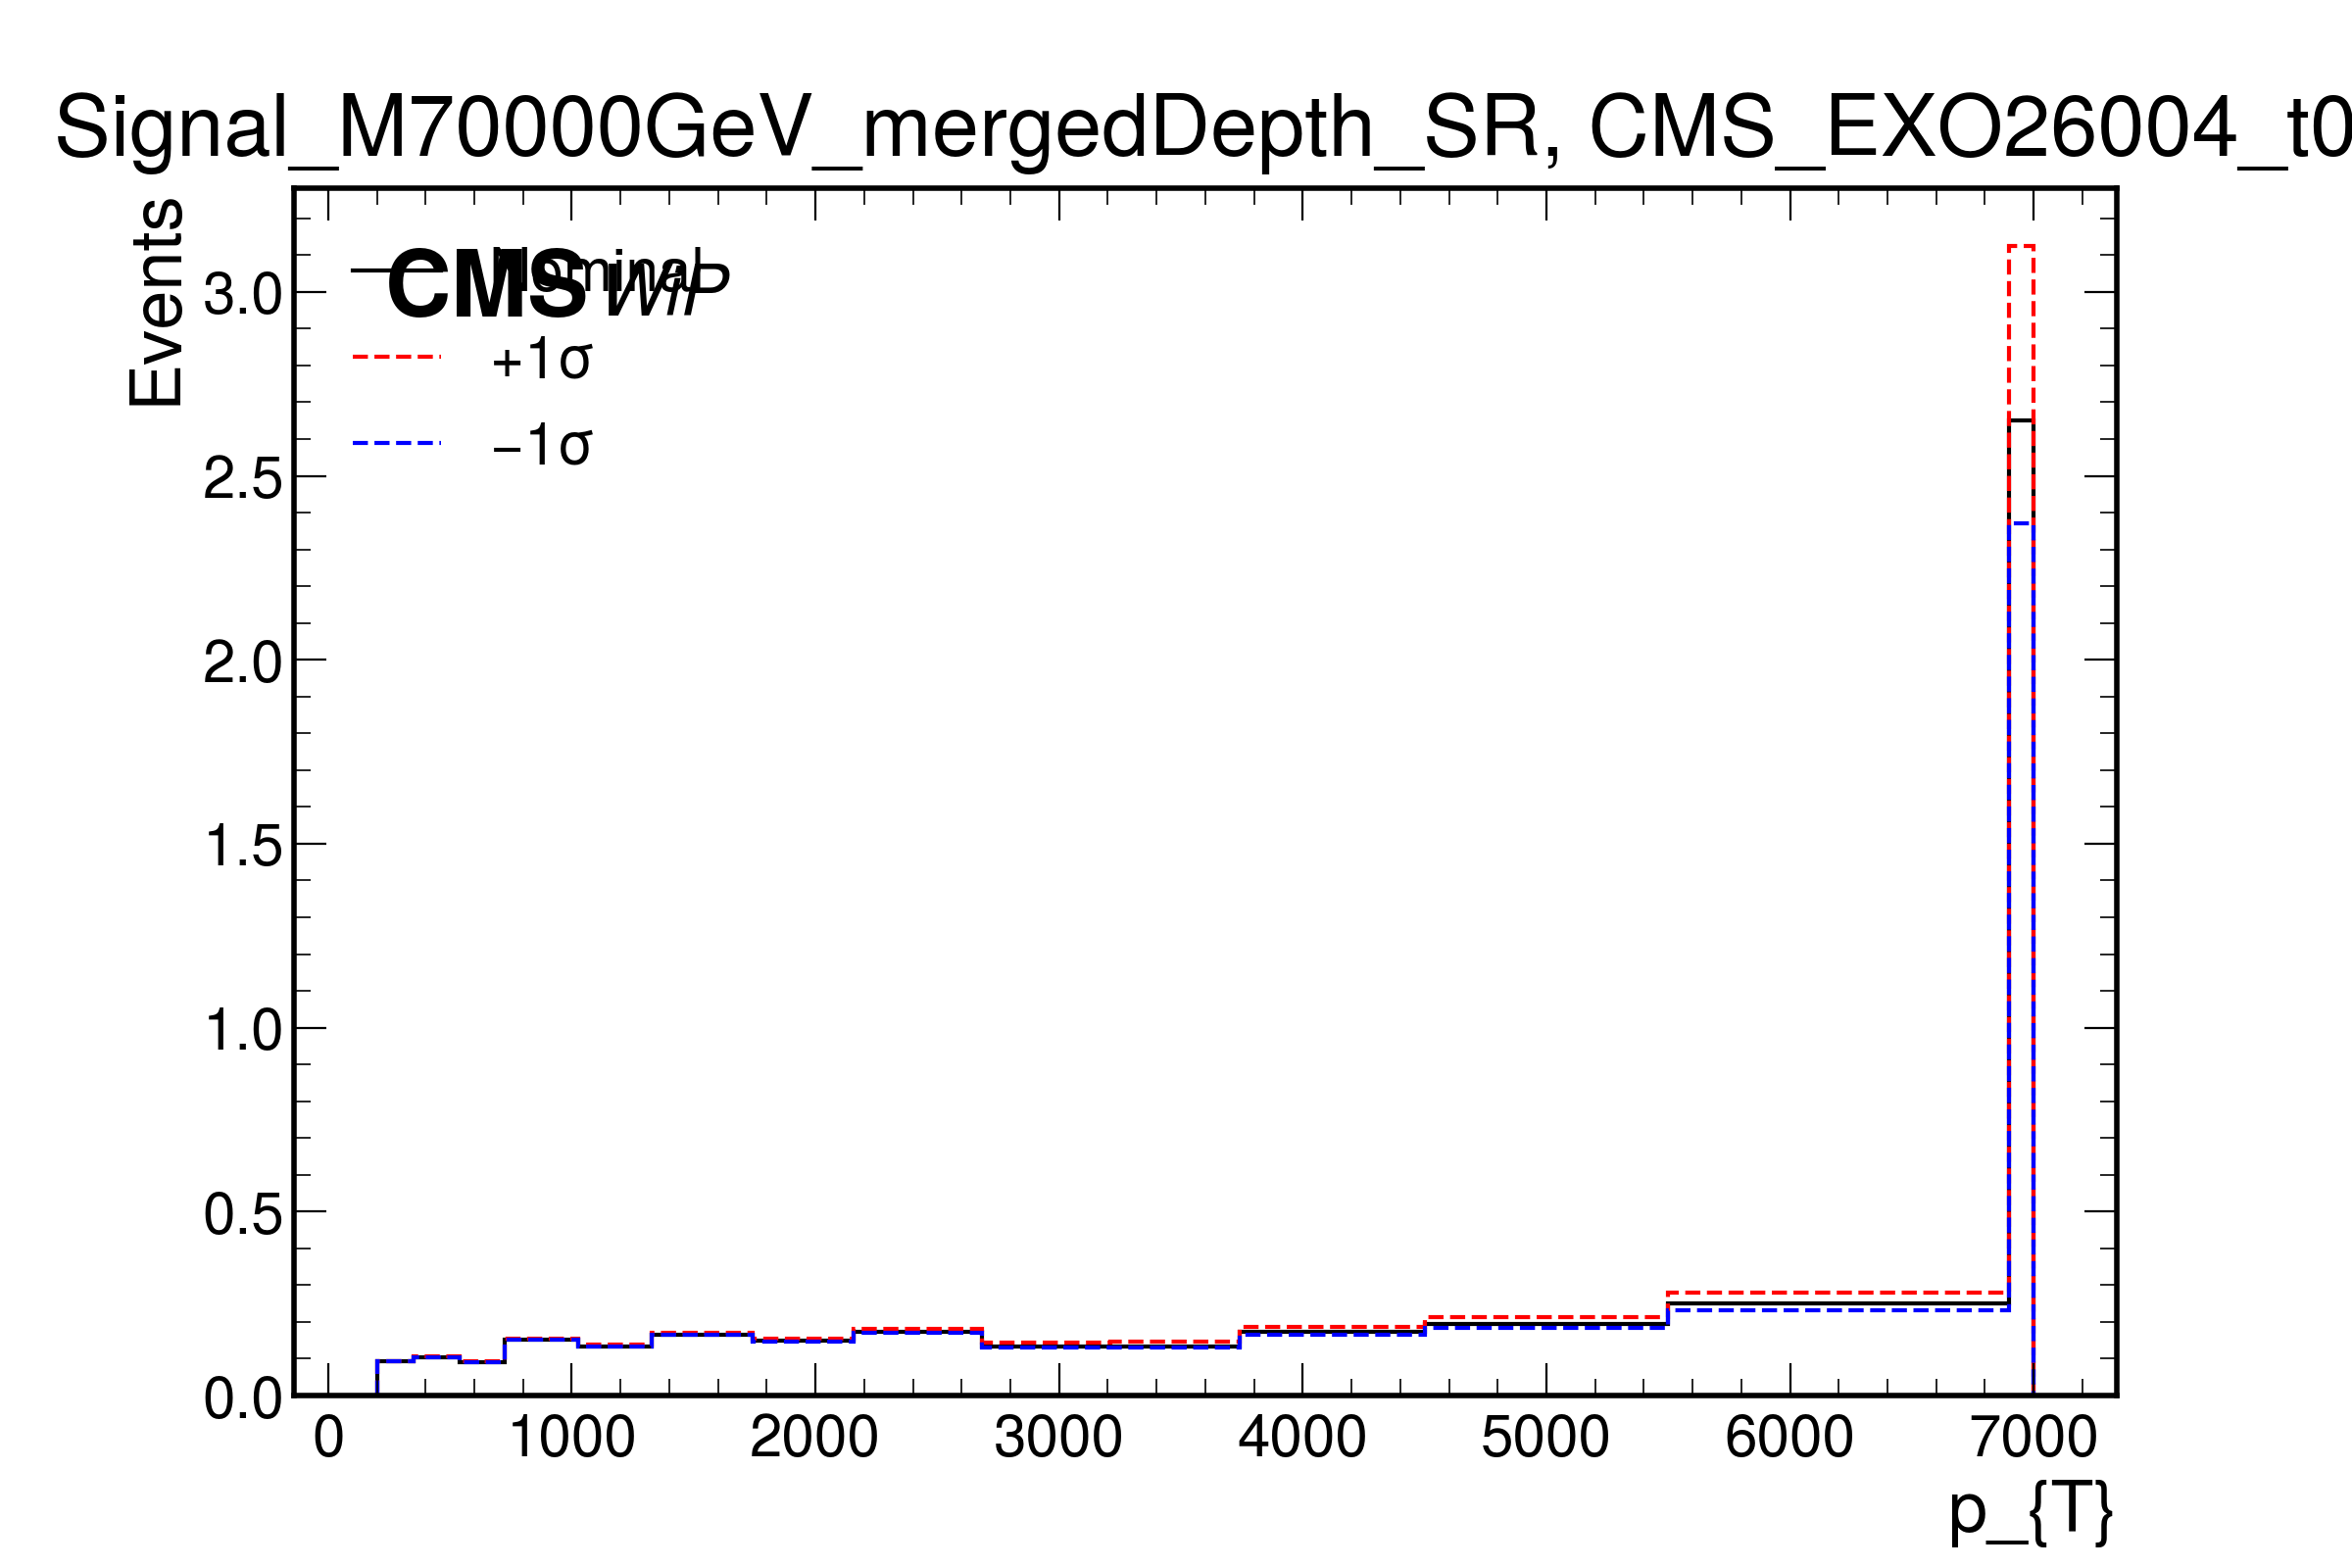 Signal_M70000GeV_mergedDepth_SR, CMS_EXO26004_t0
Events
CMS WiP
Nominal
+1σ
−1σ
3.0
2.5
2.0
1.5
1.0
0.5
0.0
0 1000 2000 3000 4000 5000 6000 7000
p_{T}